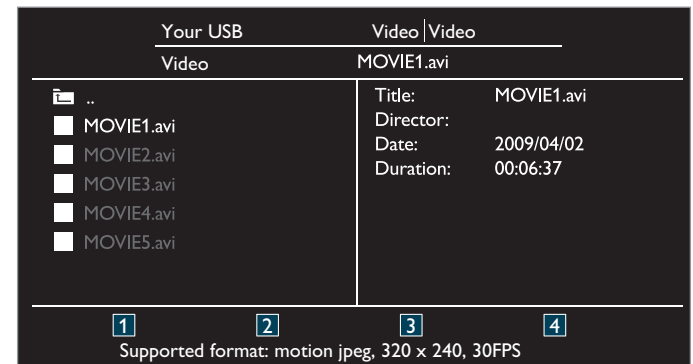 Your USB Video Video
Video MOVIE1.avi
..
MOVIE1.avi
MOVIE2.avi
MOVIE3.avi
MOVIE4.avi
MOVIE5.avi
Title: MOVIE1.avi
Director:
Date: 2009/04/02
Duration: 00:06:37
1 2 3 4
Supported format: motion jpeg, 320 x 240, 30FPS